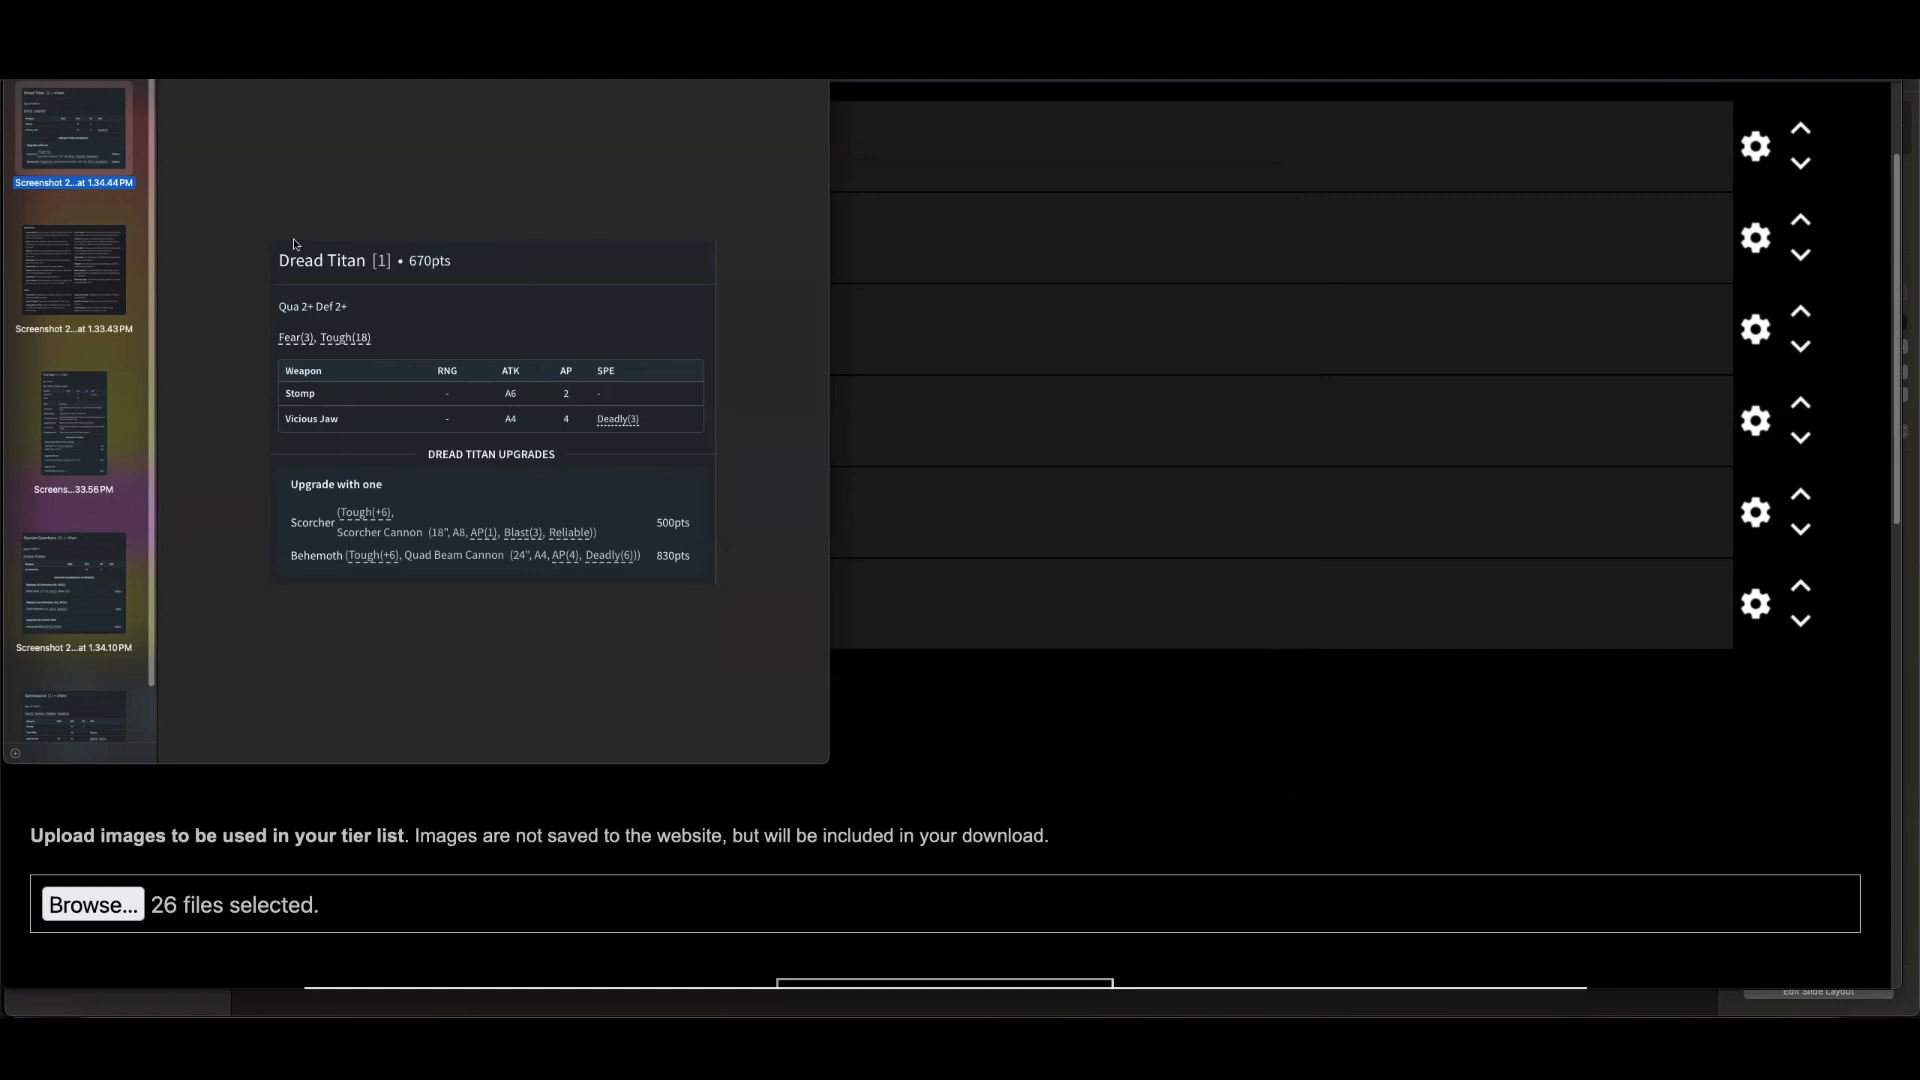 Screenshot 2...at 1.34.44 PM
Screenshot 2...at 1.33.43 PM
Screens...33.56 PM
Screenshot 2...at 1.34.10 PM
Dread Titan [1] • 670pts
Qua 2+ Def 2+
Fear(3), Tough(18)
Weapon RNG ATK AP SPE
Stomp - A6 2 -
Vicious Jaw - A4 4 Deadly(3)
DREAD TITAN UPGRADES
Upgrade with one
Scorcher (Tough(+6),
Scorcher Cannon (18", A8, AP(1), Blast(3), Reliable)) 500pts
Behemoth (Tough(+6), Quad Beam Cannon (24", A4, AP(4), Deadly(6))) 830pts
Upload images to be used in your tier list. Images are not saved to the website, but will be included in your download.
Browse... 26 files selected.
Edit Slide Layout